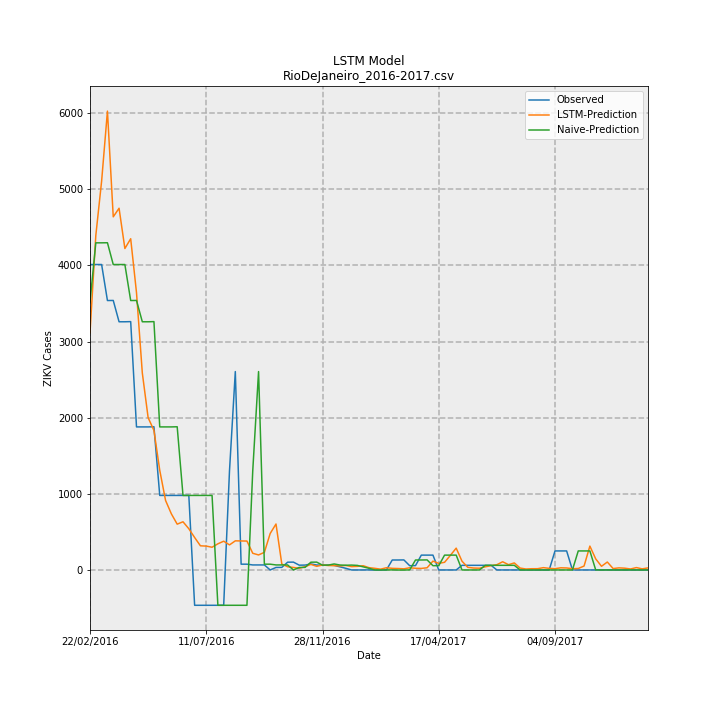 LSTM Model
RioDeJaneiro_2016-2017.csv
Observed
LSTM-Prediction
Naive-Prediction
6000
5000
4000
3000
2000
1000
0
ZIKV Cases
22/02/2016
11/07/2016
28/11/2016
17/04/2017
04/09/2017
Date